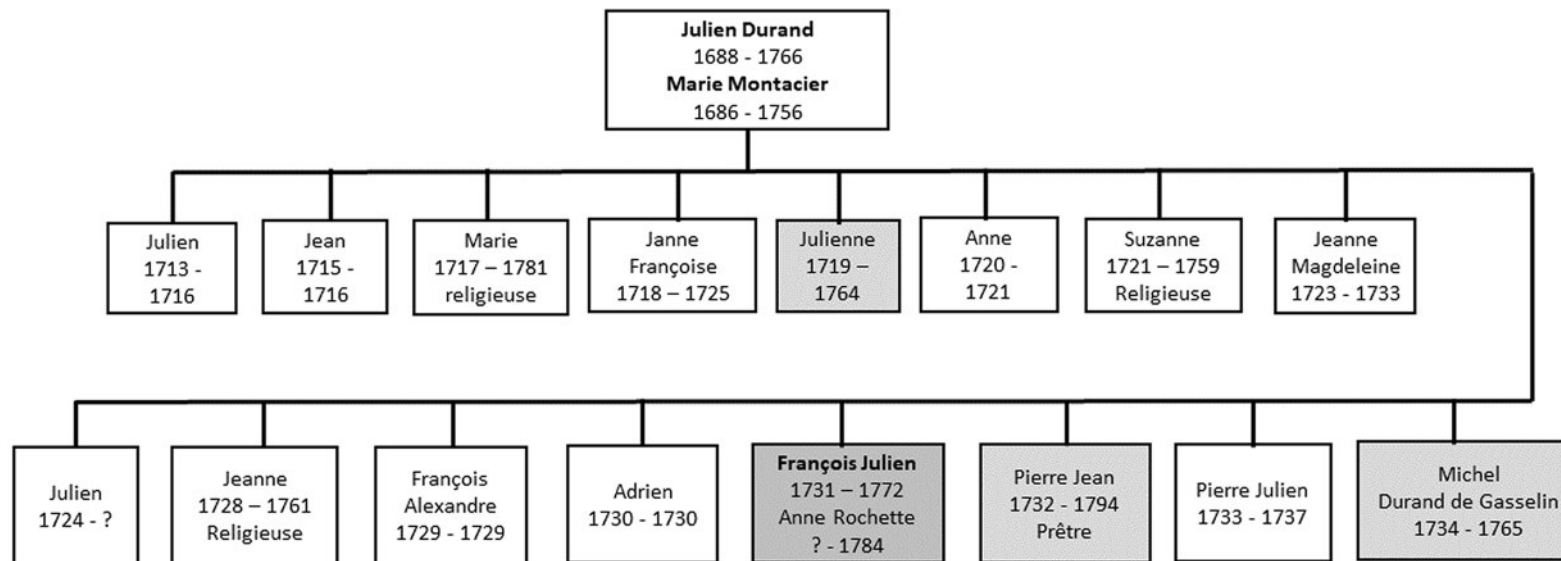 Julien Durand
1688 - 1766
Marie Montacier
1686 - 1756
Julien
1713 -
1716
Jean
1715 -
1716
Marie
1717 – 1781
religieuse
Janne
Françoise
1718 – 1725
Julienne
1719 –
1764
Anne
1720 -
1721
Suzanne
1721 – 1759
Religieuse
Jeanne
Magdeleine
1723 - 1733
Julien
1724 - ?
Jeanne
1728 – 1761
Religieuse
François
Alexandre
1729 - 1729
Adrien
1730 - 1730
François Julien
1731 – 1772
Anne Rochette
? - 1784
Pierre Jean
1732 - 1794
Prêtre
Pierre Julien
1733 - 1737
Michel
Durand de Gasselin
1734 - 1765